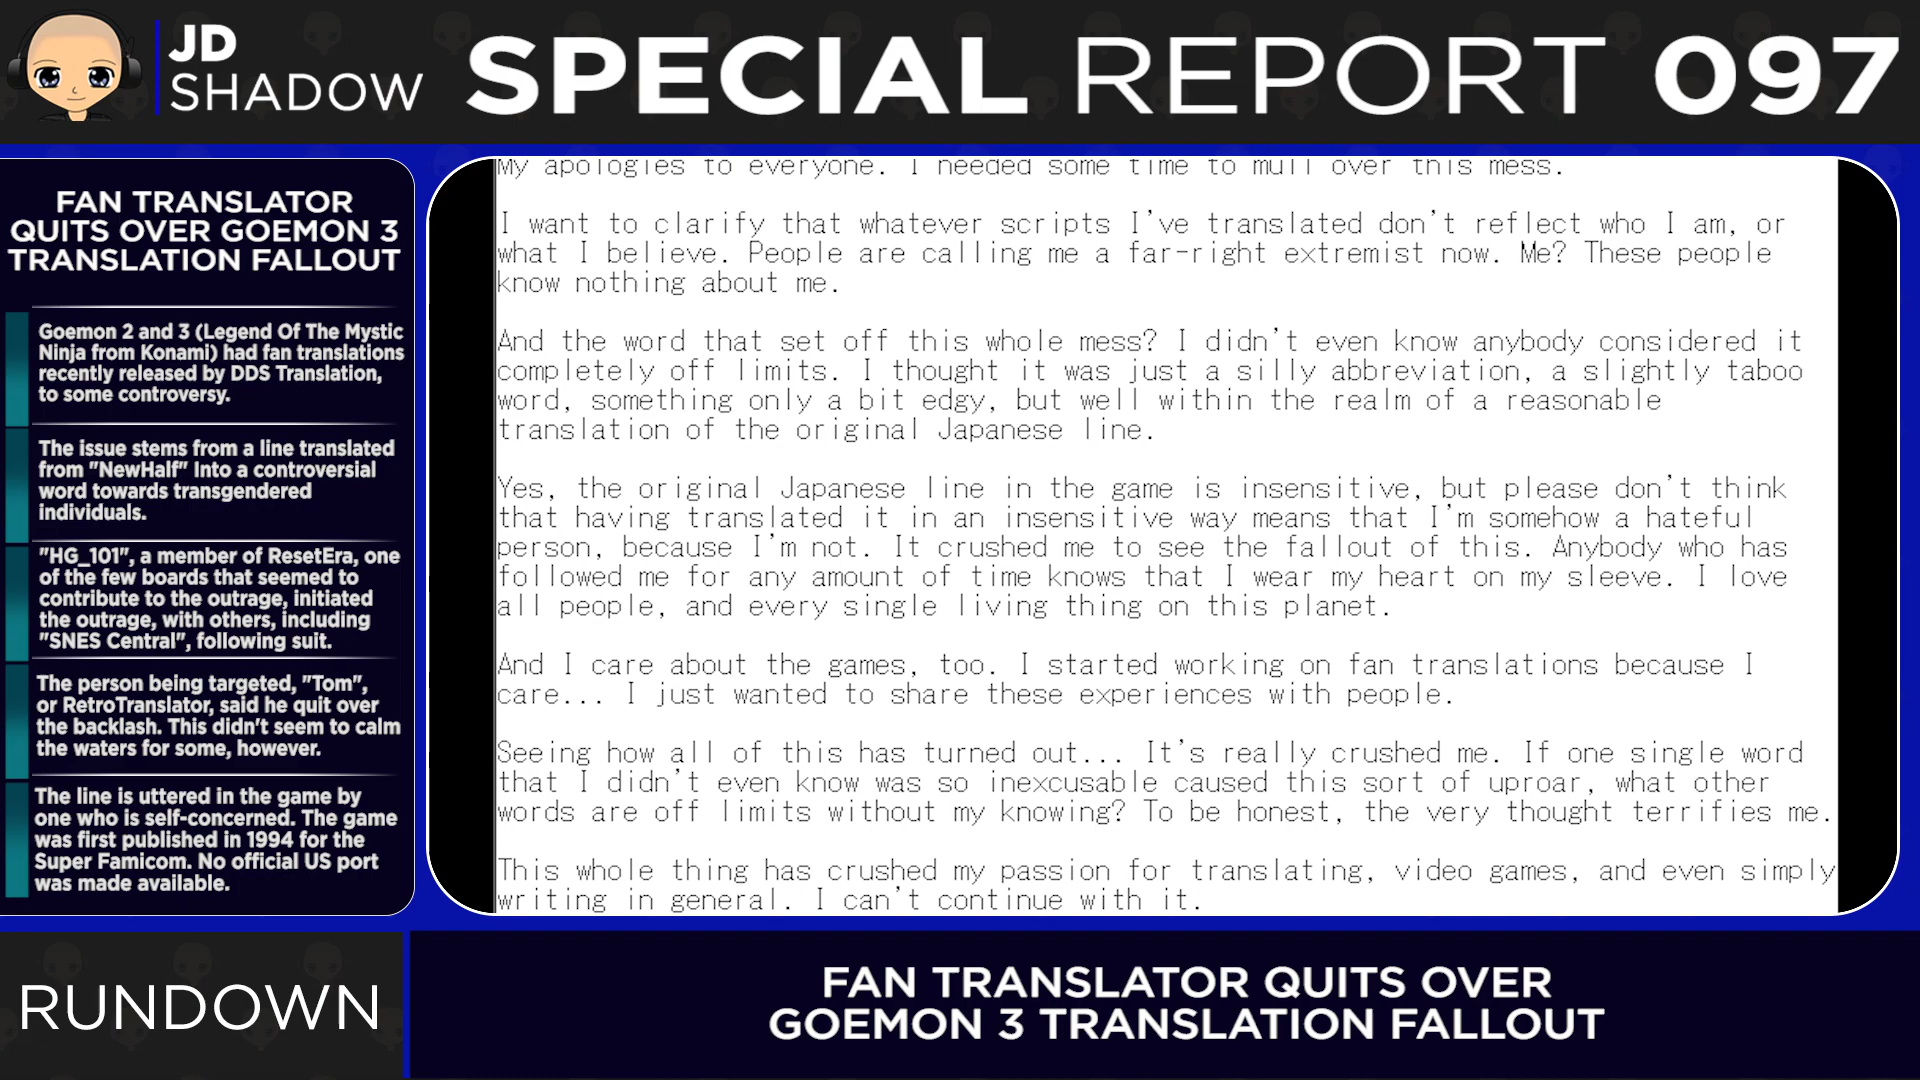 JD
SHADOW
SPECIAL REPORT 097
FAN TRANSLATOR
QUITS OVER GOEMON 3
TRANSLATION FALLOUT
Goemon 2 and 3 (Legend Of The Mystic
Ninja from Konami) had fan translations
recently released by DDS Translation,
to some controversy.
The issue stems from a line translated
from "NewHalf" Into a controversial
word towards transgendered
individuals.
"HG_101", a member of ResetEra, one
of the few boards that seemed to
contribute to the outrage, initiated
the outrage, with others, including
"SNES Central", following suit.
The person being targeted, "Tom",
or RetroTranslator, said he quit over
the backlash. This didn't seem to calm
the waters for some, however.
The line is uttered in the game by
one who is self-concerned. The game
was first published in 1994 for the
Super Famicom. No official US port
was made available.
My apologies to everyone. I needed some time to mull over this mess.
I want to clarify that whatever scripts I've translated don't reflect who I am, or
what I believe. People are calling me a far-right extremist now. Me? These people
know nothing about me.
And the word that set off this whole mess? I didn't even know anybody considered it
completely off limits. I thought it was just a silly abbreviation, a slightly taboo
word, something only a bit edgy, but well within the realm of a reasonable
translation of the original Japanese line.
Yes, the original Japanese line in the game is insensitive, but please don't think
that having translated it in an insensitive way means that I'm somehow a hateful
person, because I'm not. It crushed me to see the fallout of this. Anybody who has
followed me for any amount of time knows that I wear my heart on my sleeve. I love
all people, and every single living thing on this planet.
And I care about the games, too. I started working on fan translations because I
care... I just wanted to share these experiences with people.
Seeing how all of this has turned out... It's really crushed me. If one single word
that I didn't even know was so inexcusable caused this sort of uproar, what other
words are off limits without my knowing? To be honest, the very thought terrifies me.
This whole thing has crushed my passion for translating, video games, and even simply
writing in general. I can't continue with it.
RUNDOWN
FAN TRANSLATOR QUITS OVER
GOEMON 3 TRANSLATION FALLOUT